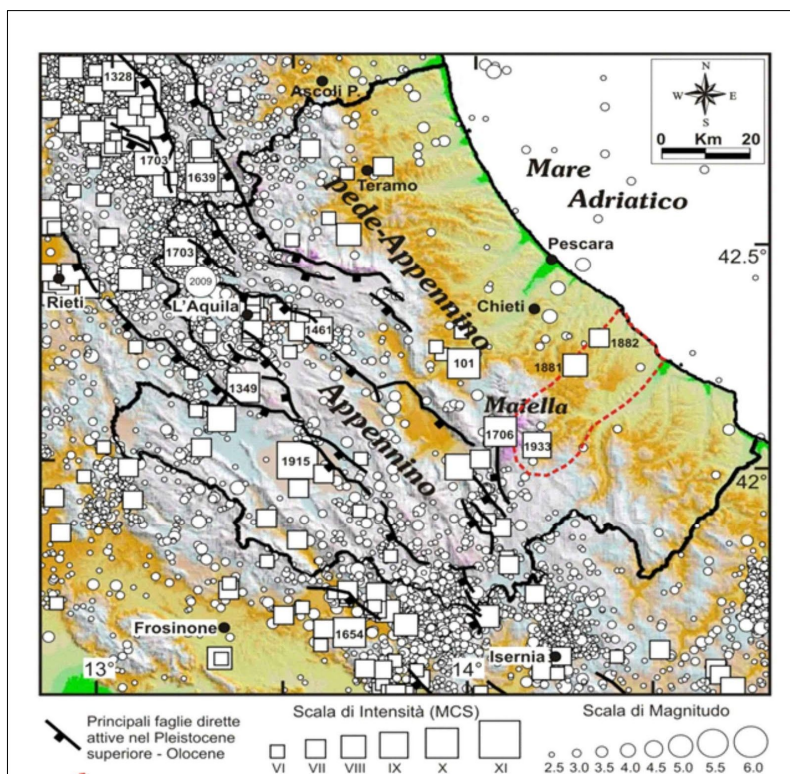 1328
Ascoli P.
N
W E
S
0 Km 20
1703
1639
Teramo
Mare
Adriatico
pede-Appennino
Pescara
42.5°
1703
2009
Rieti
L'Aquila
Chieti
1461
1882
101
1881
1349
Maiella
Appennino
1706
1933
1915
42°
Frosinone
1654
Isernia
13°
14°
Principali faglie dirette
attive nel Pleistocene
superiore - Olocene
Scala di Intensità (MCS)
VI VII VIII IX X XI
Scala di Magnitudo
2.5 3.0 3.5 4.0 4.5 5.0 5.5 6.0